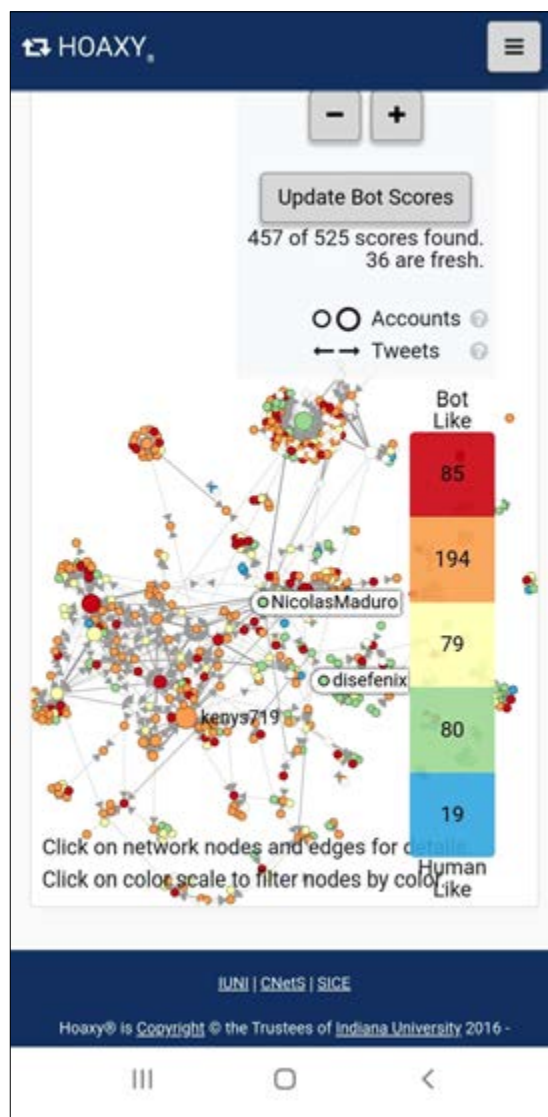 HOAXY®
- +
Update Bot Scores
457 of 525 scores found.
36 are fresh.
Accounts ?
Tweets ?
Bot
Like
85
194
79
80
19
Human
Like
NicolasMaduro
disefenix
kenys719
Click on network nodes and edges for details.
Click on color scale to filter nodes by color.
IUNI | CNetS | SICE
Hoaxy® is Copyright © the Trustees of Indiana University 2016 -